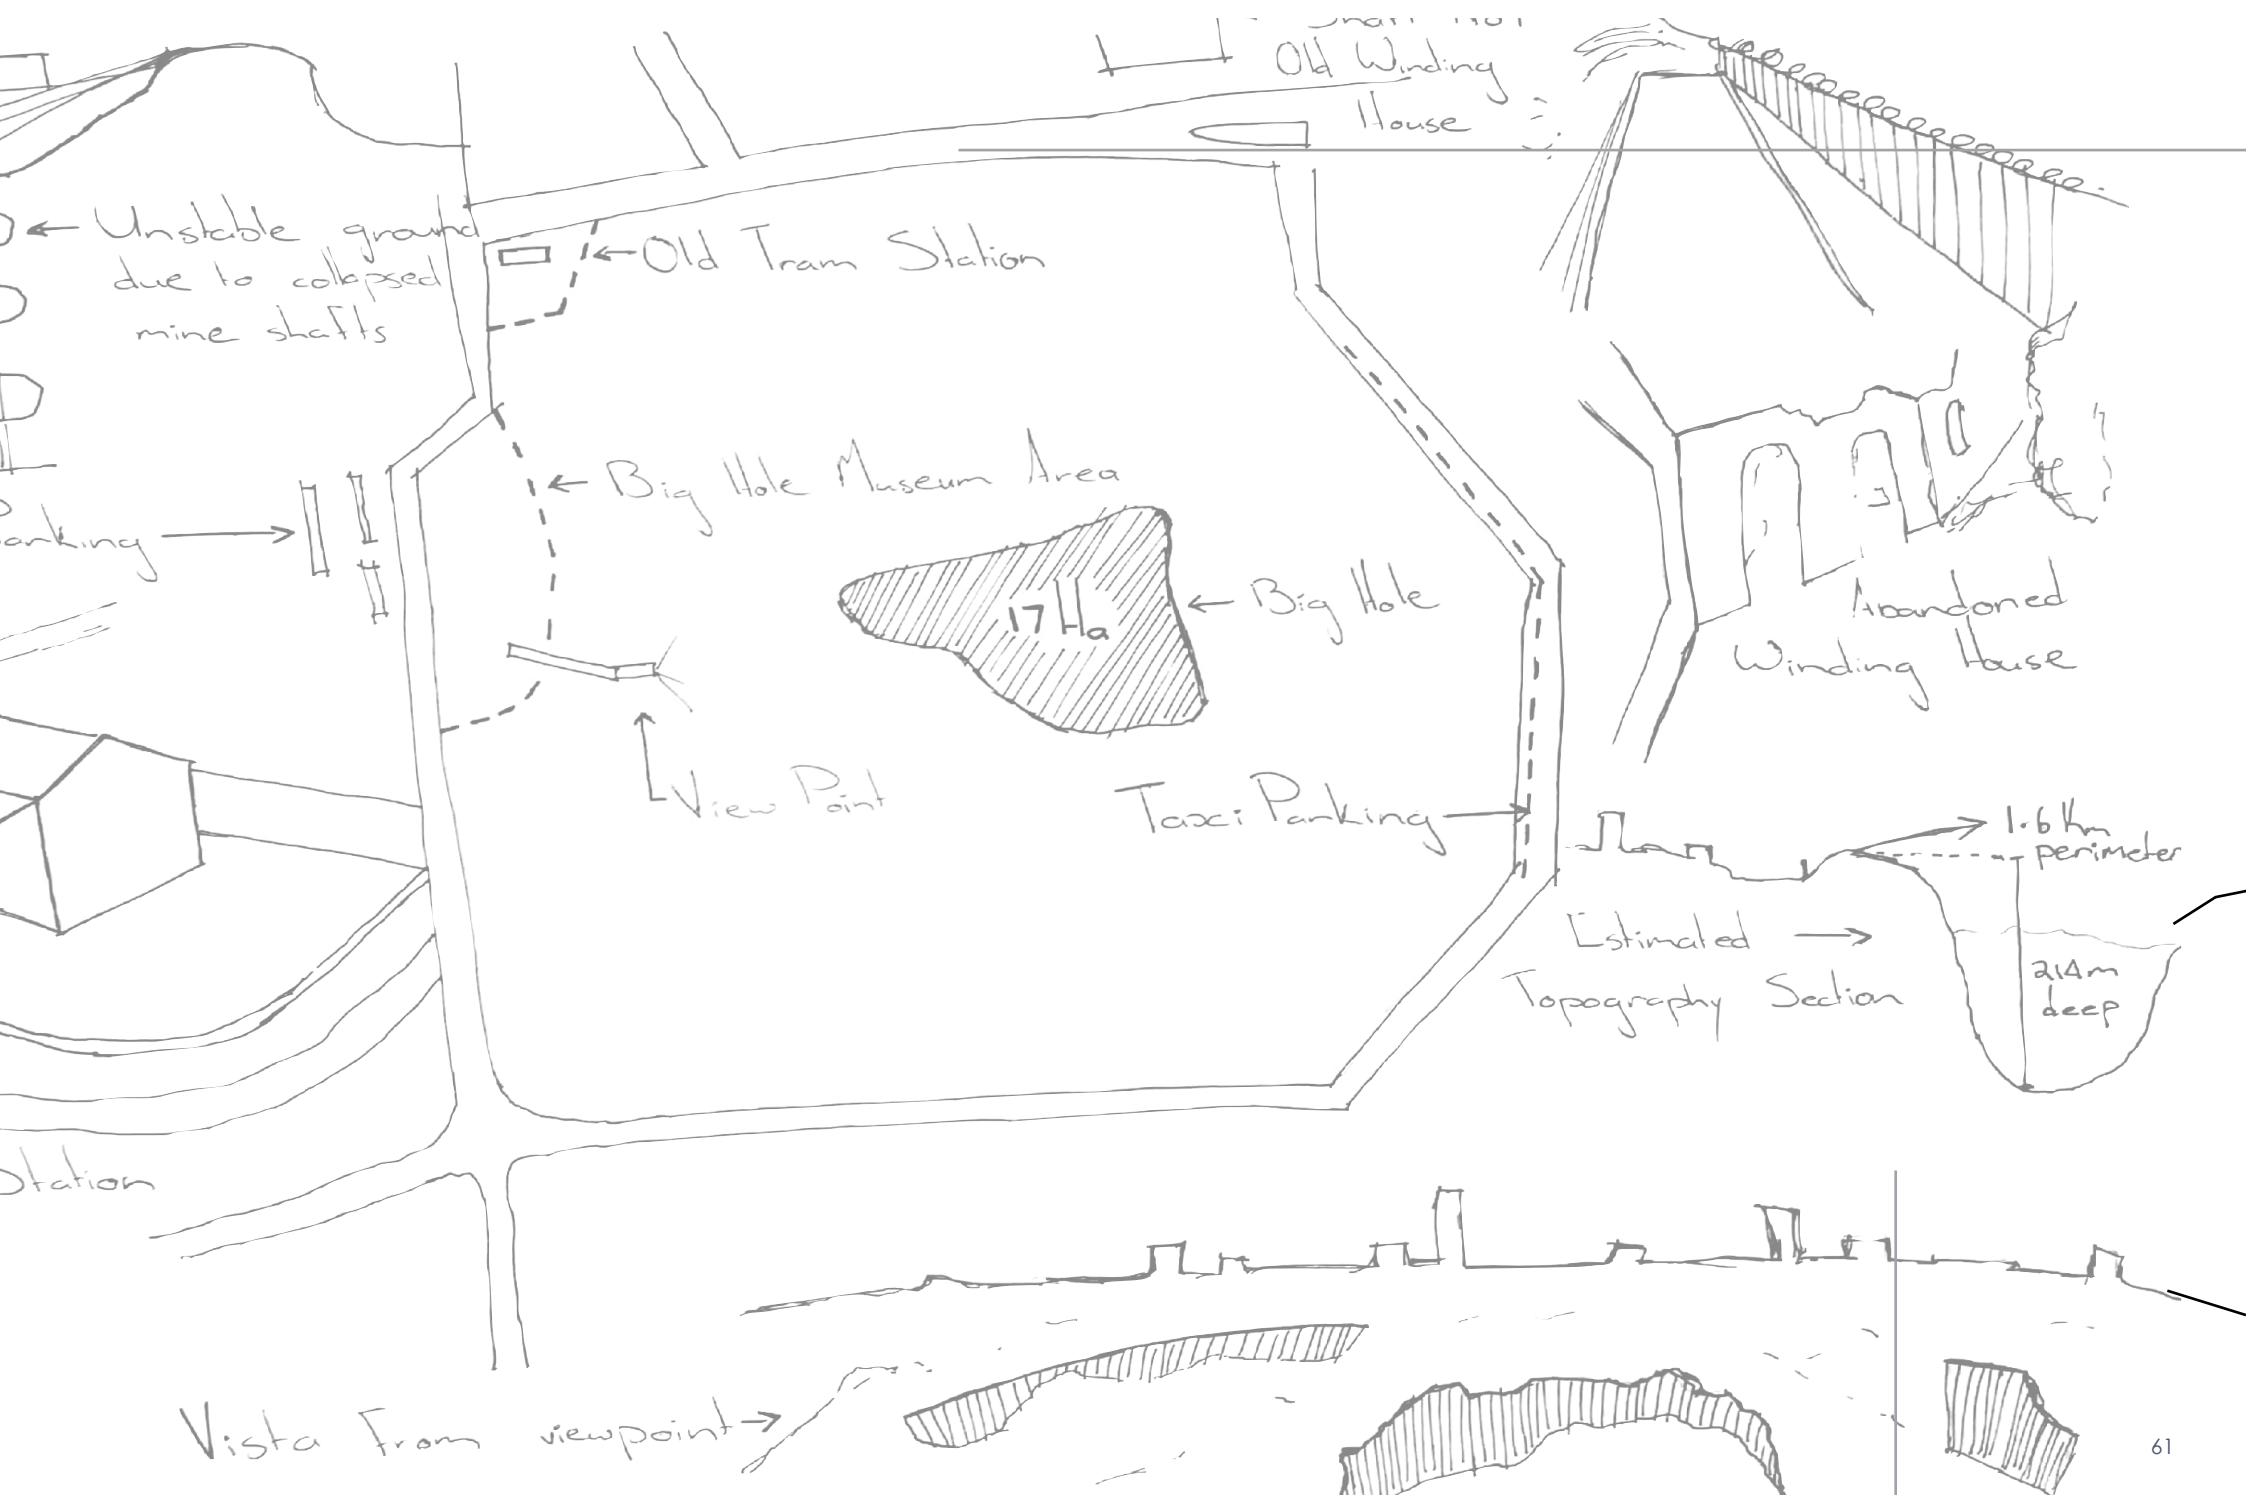 Old Winding
House
Unstable ground
due to collapsed
mine shafts
Old Tram Station
Big Hole Museum Area
17 Ha
Big Hole
View Point
Taxi Parking
Abandoned
Winding House
1.6 Km
perimeter
Estimated
Topography Section
214m
deep
Station
Vista from viewpoint
61